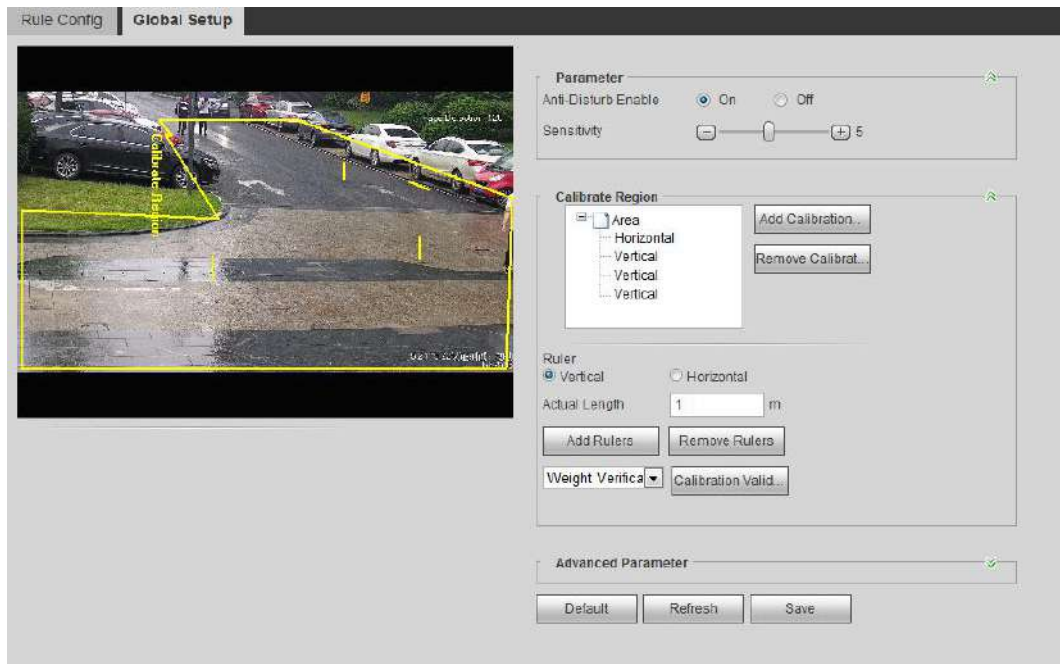 Rule Config Global Setup
Calibrate Region
Parameter
Anti-Disturb Enable On Off
Sensitivity 5
Calibrate Region
Area
Horizontal
Vertical
Vertical
Vertical
Add Calibration...
Remove Calibrat...
Ruler
Vertical Horizontal
Actual Length 1 m
Add Rulers Remove Rulers
Weight Verifica Calibration Valid...
Advanced Parameter
Default Refresh Save